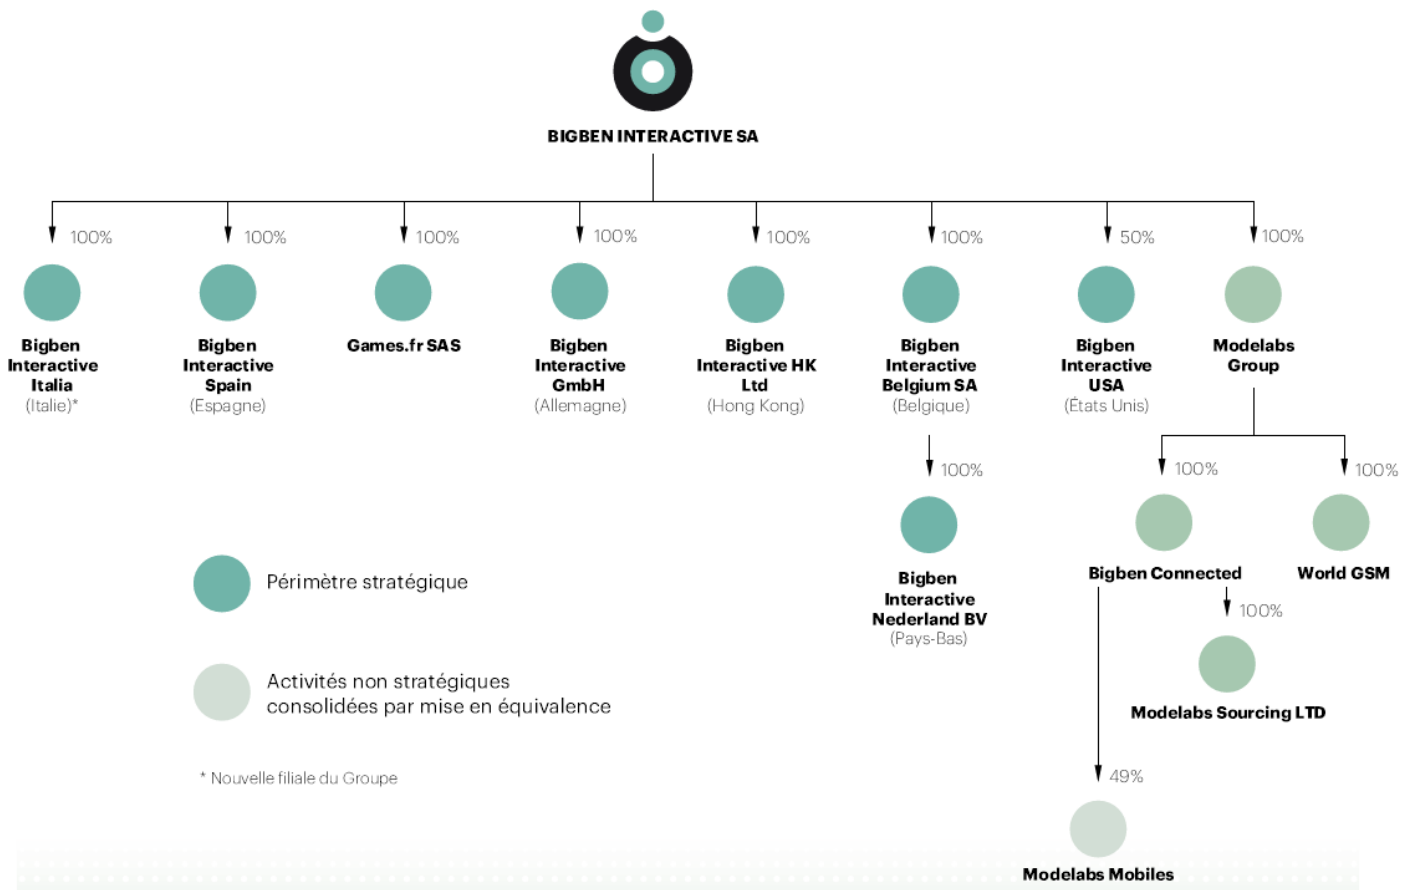 BIGBEN INTERACTIVE SA
100%
100%
100%
100%
100%
100%
50%
100%
Bigben
Interactive
Italia
(Italie)*
Bigben
Interactive
Spain
(Espagne)
Games.fr SAS
Bigben
Interactive
GmbH
(Allemagne)
Bigben
Interactive HK
Ltd
(Hong Kong)
Bigben
Interactive
Belgium SA
(Belgique)
Bigben
Interactive
USA
(États Unis)
Modelabs
Group
100%
100%
100%
Bigben
Interactive
Nederland BV
(Pays-Bas)
Bigben Connected
World GSM
100%
Modelabs Sourcing LTD
49%
Modelabs Mobiles
Périmètre stratégique
Activités non stratégiques
consolidées par mise en équivalence
* Nouvelle filiale du Groupe